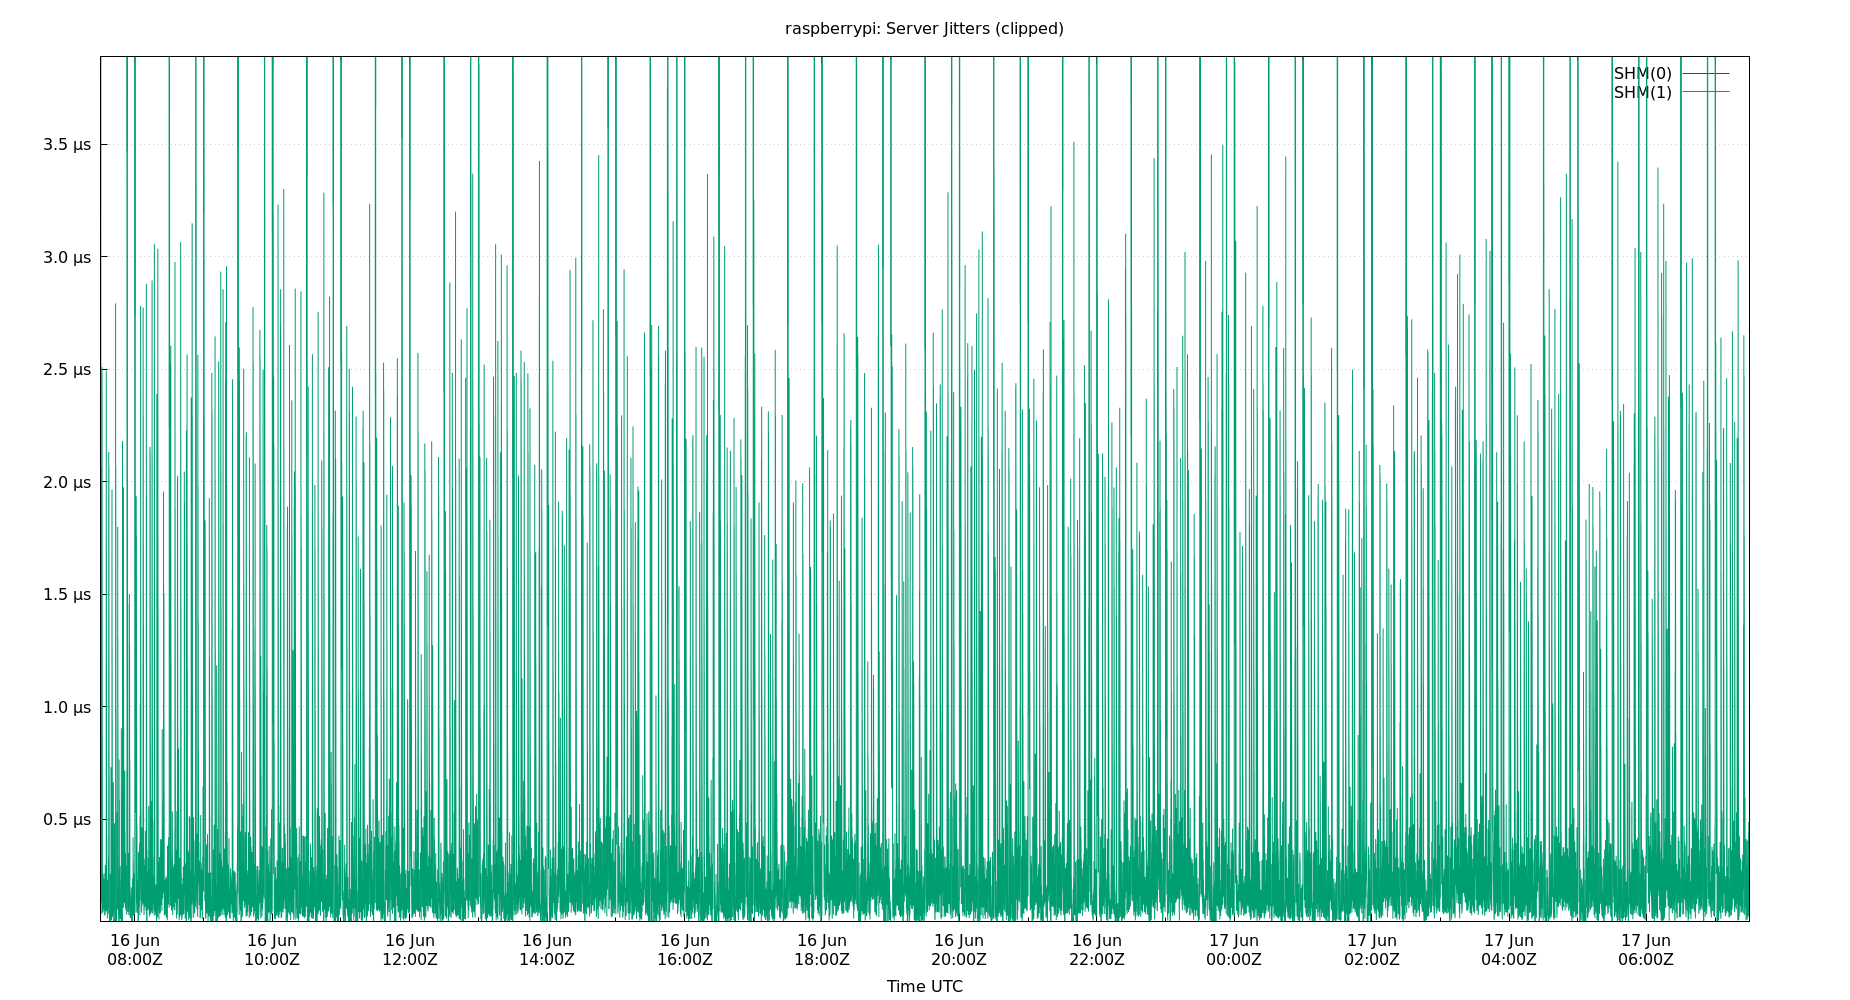 raspberrypi: Server Jitters (clipped)
SHM(0)
SHM(1)
3.5 µs
3.0 µs
2.5 µs
2.0 µs
1.5 µs
1.0 µs
0.5 µs
16 Jun 16 Jun 16 Jun 16 Jun 16 Jun 16 Jun 16 Jun 16 Jun 17 Jun 17 Jun 17 Jun 17 Jun
08:00Z 10:00Z 12:00Z 14:00Z 16:00Z 18:00Z 20:00Z 22:00Z 00:00Z 02:00Z 04:00Z 06:00Z
Time UTC